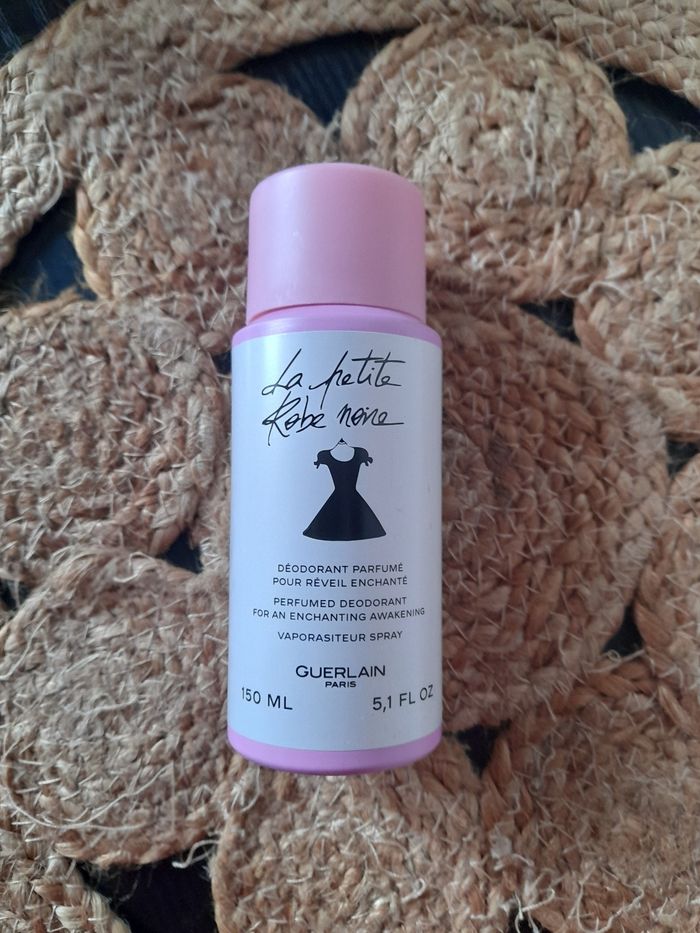 La petite
Robe noire
DÉODORANT PARFUMÉ
POUR RÉVEIL ENCHANTÉ
PERFUMED DEODORANT
FOR AN ENCHANTING AWAKENING
VAPORASITEUR SPRAY
GUERLAIN
PARIS
150 ML 5,1 FL OZ